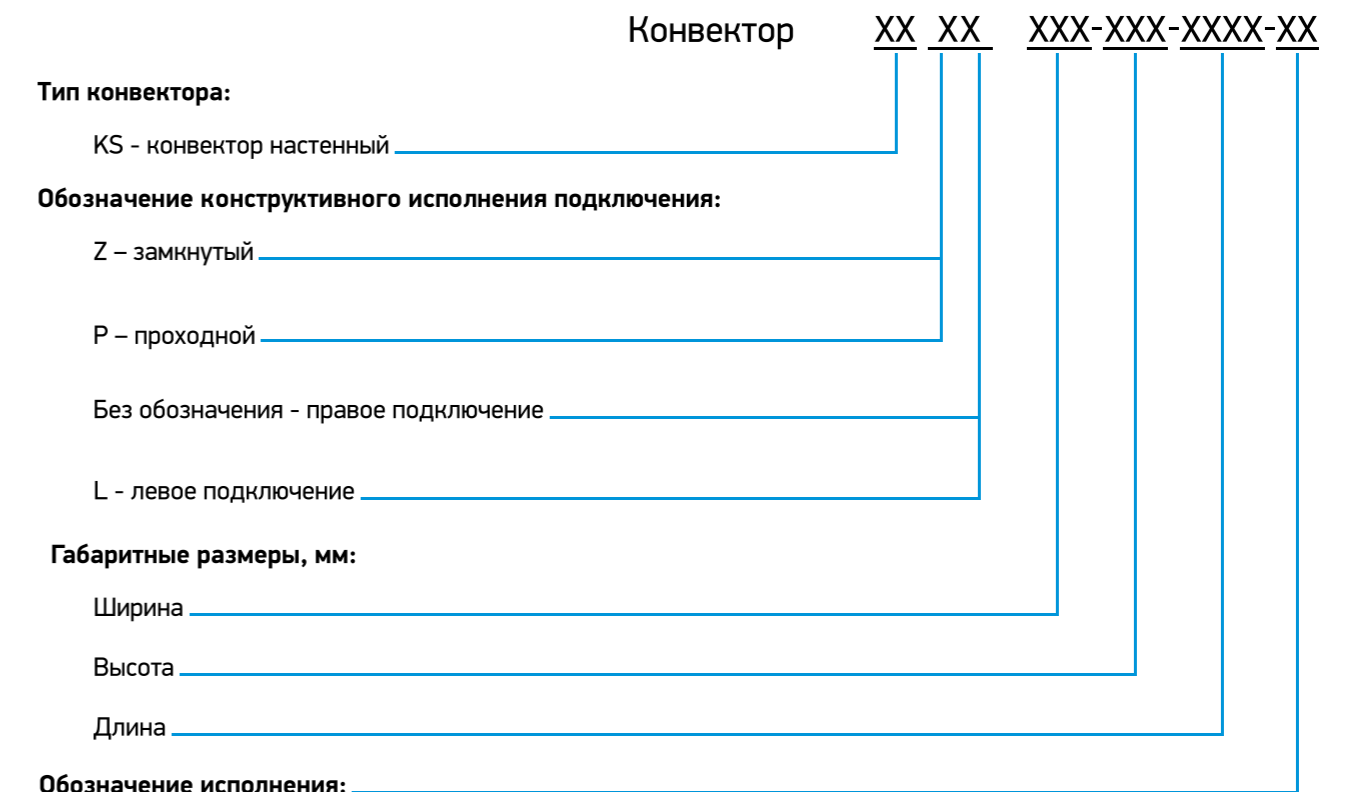 Конвектор XX XX XXX-XXX-XXXX-XX
Тип конвектора:
KS - конвектор настенный
Обозначение конструктивного исполнения подключения:
Z – замкнутый
P – проходной
Без обозначения - правое подключение
L - левое подключение
Габаритные размеры, мм:
Ширина
Высота
Длина
Обозначение исполнения: